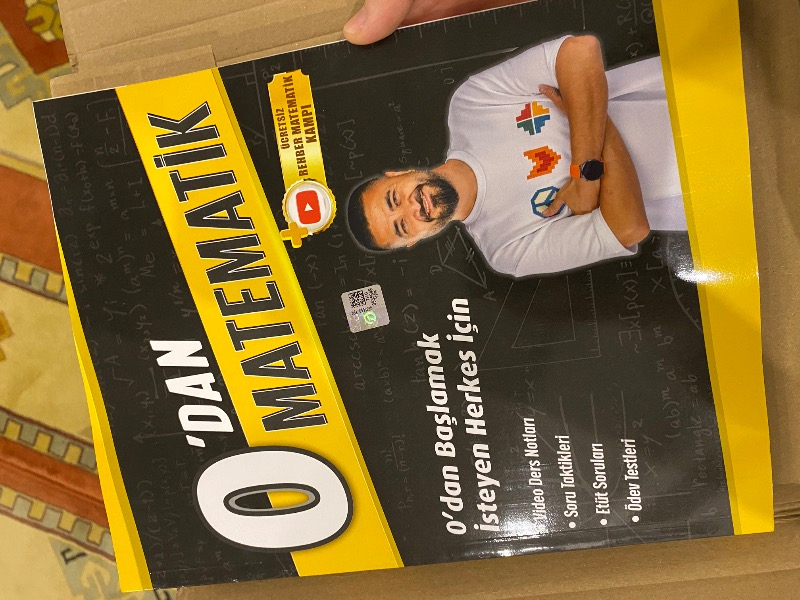 0'DAN
MATEMATİK
ÜCRETSİZ
REHBER MATEMATİK
KAMPI
0'dan Başlamak
İsteyen Herkes İçin
Video Ders Notları
• Soru Taktikleri
• Etüt Soruları
• Ödev Testleri